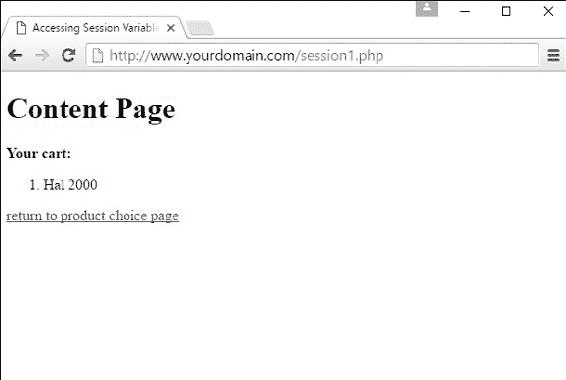 Accessing Session Variabl
http://www.yourdomain.com/session1.php
Content Page
Your cart:
1. Hal 2000
return to product choice page